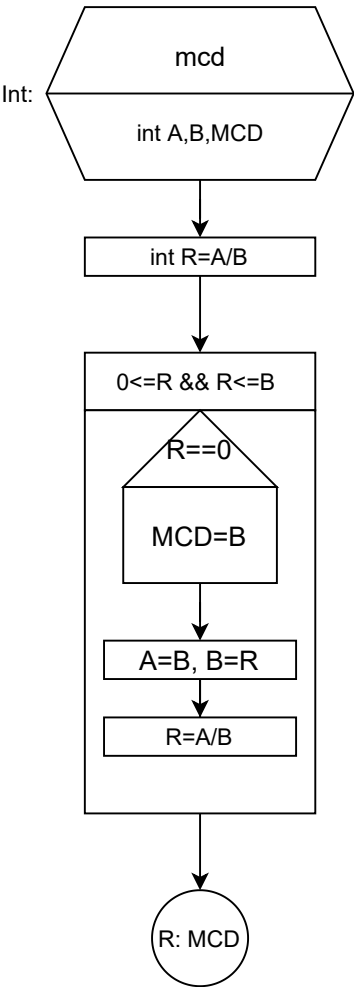 mcd
Int:
int A,B,MCD
int R=A/B
0<=R && R<=B
R==0
MCD=B
A=B, B=R
R=A/B
R: MCD